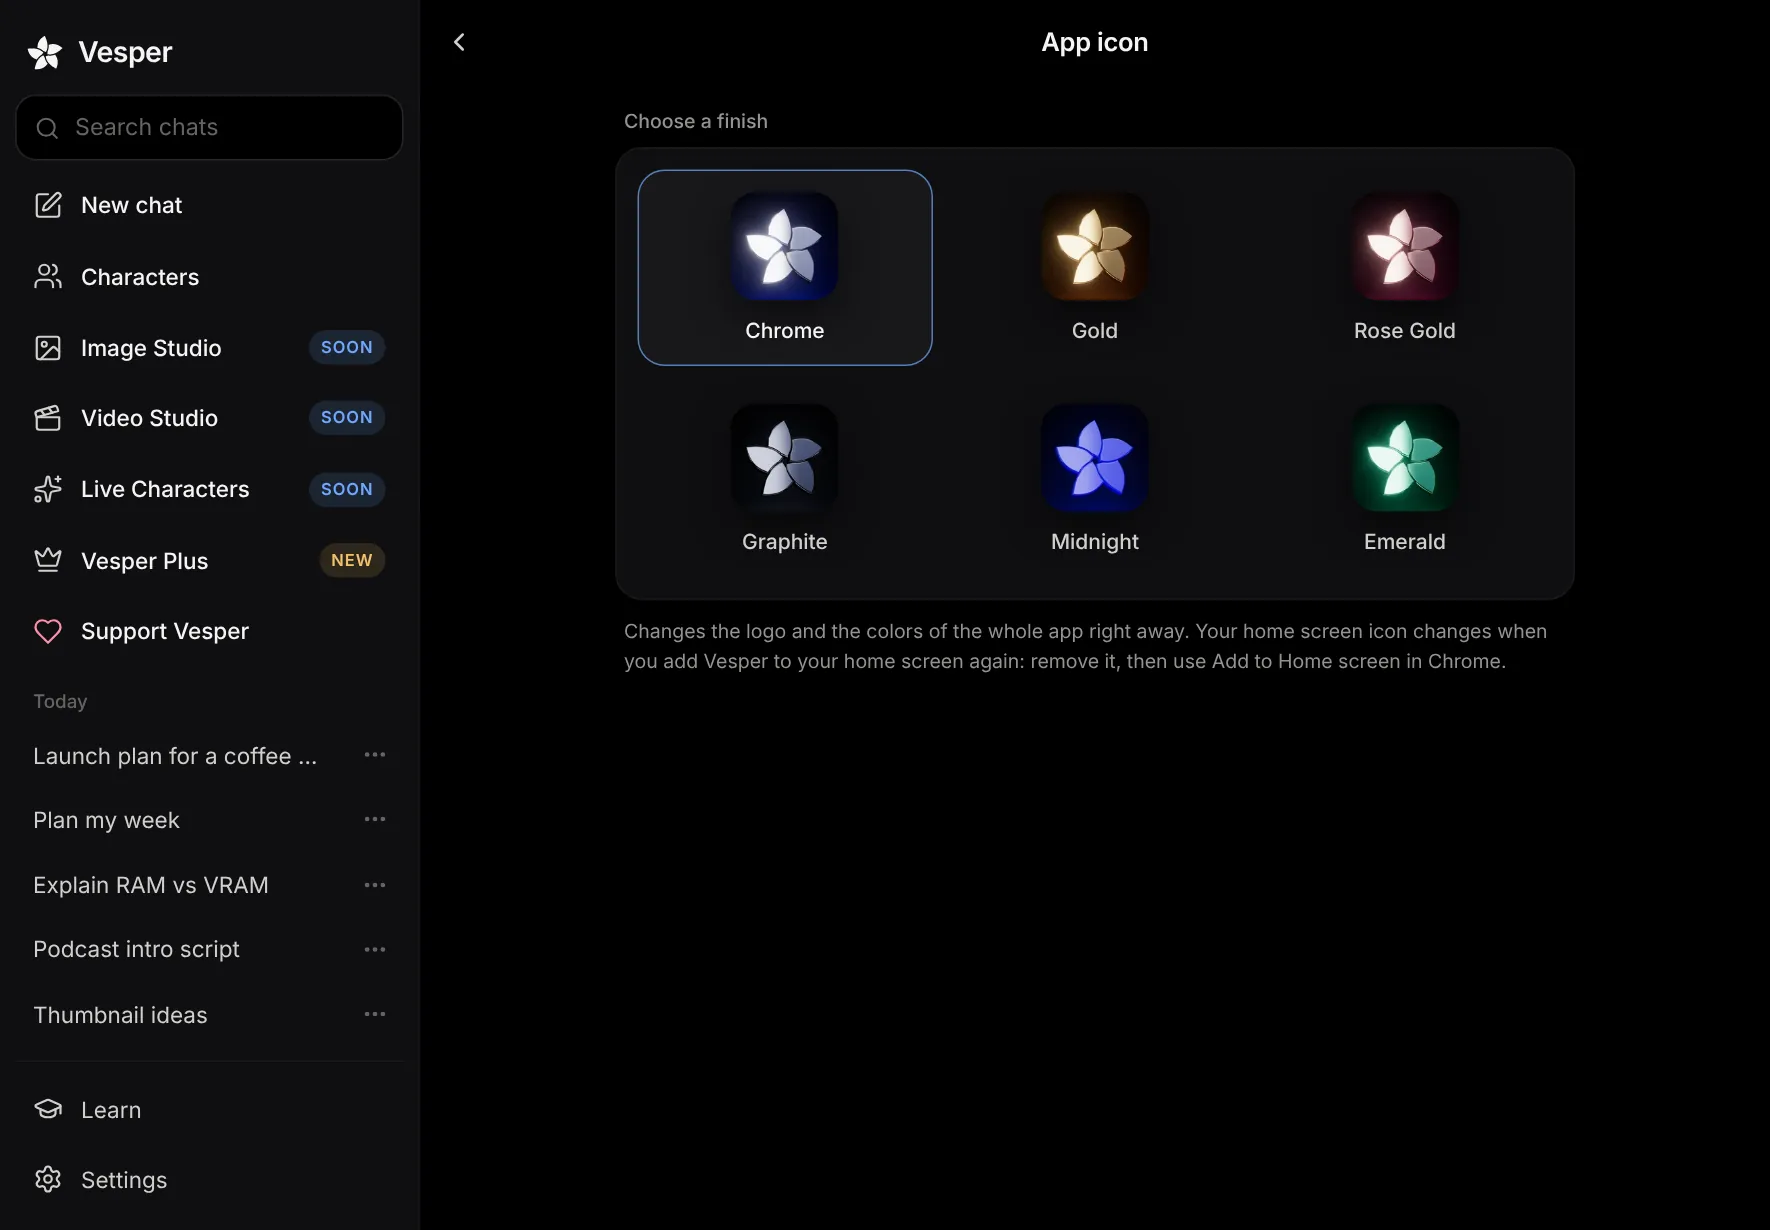 Vesper
Search chats
New chat
Characters
Image Studio SOON
Video Studio SOON
Live Characters SOON
Vesper Plus NEW
Support Vesper
Today
Launch plan for a coffee ...
Plan my week
Explain RAM vs VRAM
Podcast intro script
Thumbnail ideas
Learn
Settings
App icon
Choose a finish
Chrome
Gold
Rose Gold
Graphite
Midnight
Emerald
Changes the logo and the colors of the whole app right away. Your home screen icon changes when
you add Vesper to your home screen again: remove it, then use Add to Home screen in Chrome.